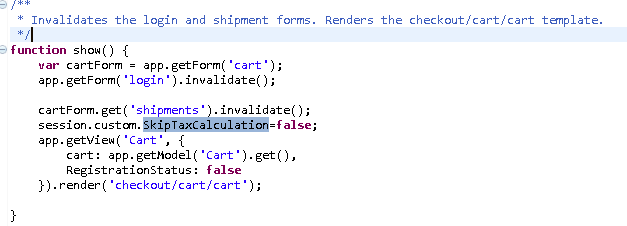 /**
 * Invalidates the login and shipment forms. Renders the checkout/cart/cart template.
 */
function show() {
    var cartForm = app.getForm('cart');
    app.getForm('login').invalidate();
    cartForm.get('shipments').invalidate();
    session.custom.SkipTaxCalculation=false;
    app.getView('Cart', {
        cart: app.getModel('Cart').get(),
        RegistrationStatus: false
    }).render('checkout/cart/cart');
}